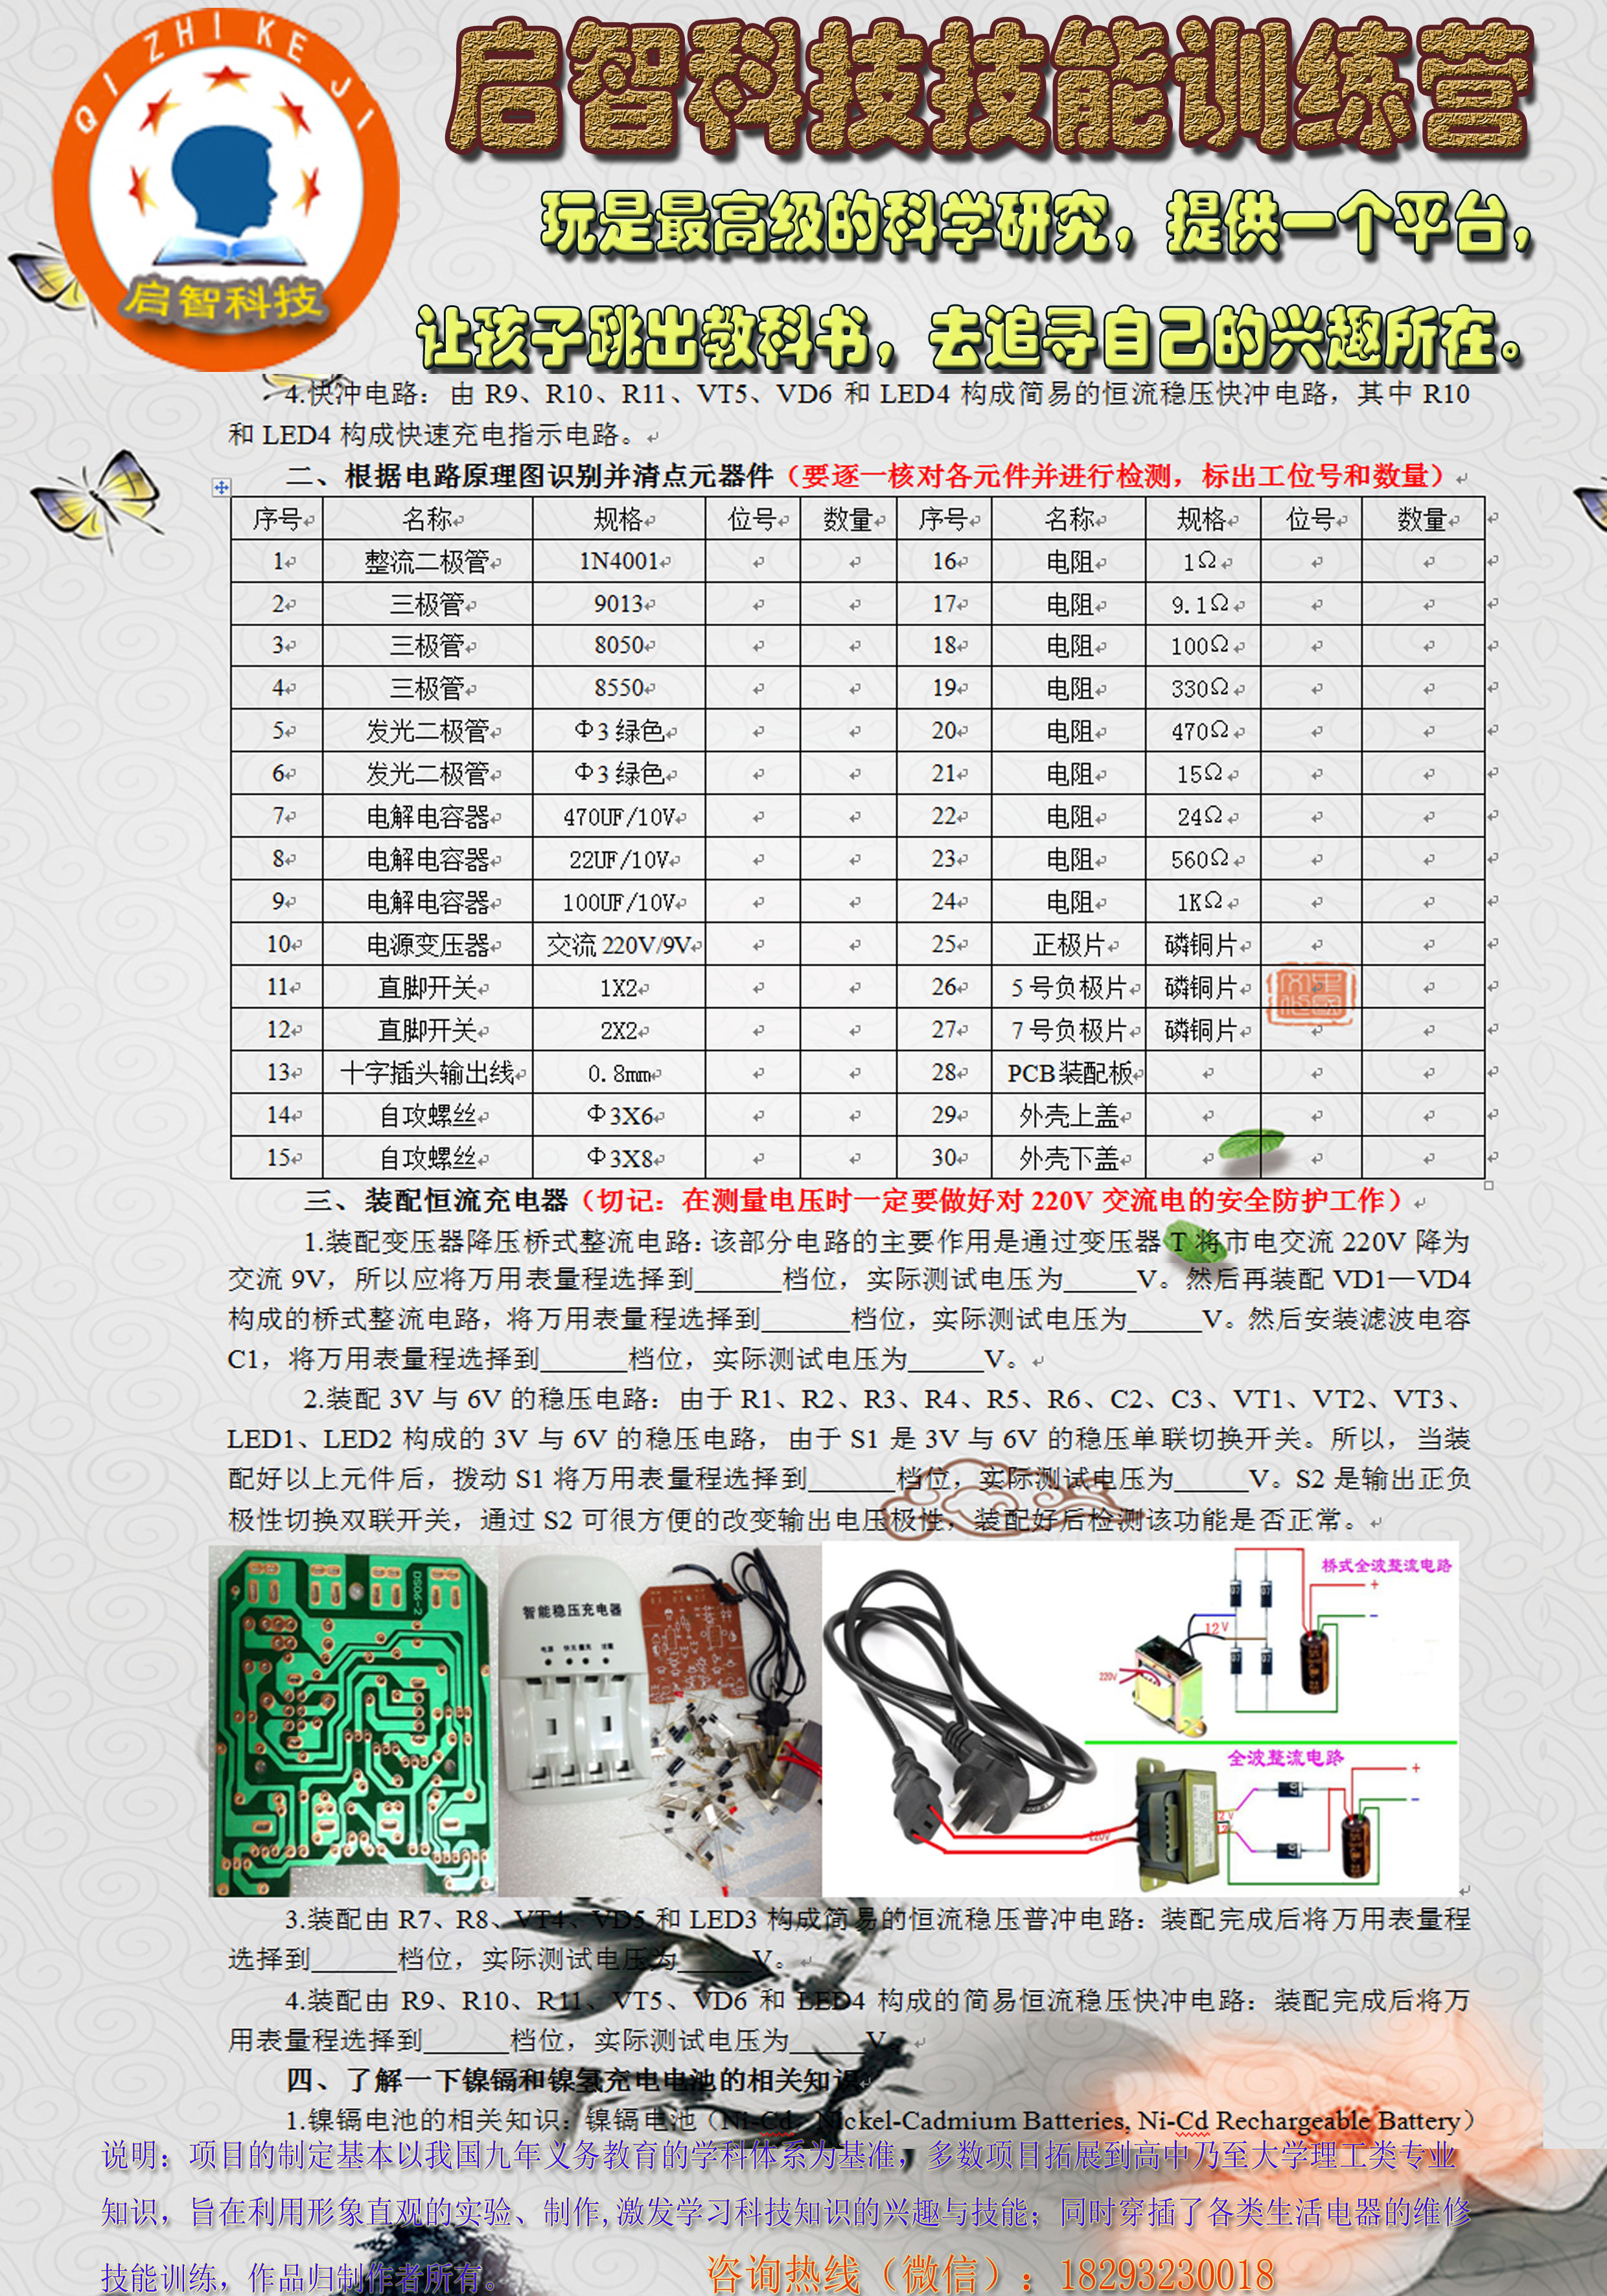 QI ZHI KE JI
启智科技
启智科技技能训练营
玩是最高级的科学研究，提供一个平台，
让孩子跳出教科书，去追寻自己的兴趣所在。
4.快冲电路：由 R9、R10、R11、VT5、VD6 和 LED4 构成简易的恒流稳压快冲电路，其中 R10
和 LED4 构成快速充电指示电路。
二、根据电路原理图识别并清点元器件（要逐一核对各元件并进行检测，标出工位号和数量）
序号 名称 规格 位号 数量 序号 名称 规格 位号 数量
1 整流二极管 1N4001 16 电阻 1Ω
2 三极管 9013 17 电阻 9.1Ω
3 三极管 8050 18 电阻 100Ω
4 三极管 8550 19 电阻 330Ω
5 发光二极管 Φ3 绿色 20 电阻 470Ω
6 发光二极管 Φ3 绿色 21 电阻 15Ω
7 电解电容器 470UF/10V 22 电阻 24Ω
8 电解电容器 22UF/10V 23 电阻 560Ω
9 电解电容器 100UF/10V 24 电阻 1KΩ
10 电源变压器 交流 220V/9V 25 正极片 磷铜片
11 直脚开关 1X2 26 5 号负极片 磷铜片
12 直脚开关 2X2 27 7 号负极片 磷铜片
13 十字插头输出线 0.8mm 28 PCB 装配板
14 自攻螺丝 Φ3X6 29 外壳上盖
15 自攻螺丝 Φ3X8 30 外壳下盖
三、装配恒流充电器（切记：在测量电压时一定要做好对 220V 交流电的安全防护工作）
1.装配变压器降压桥式整流电路：该部分电路的主要作用是通过变压器 T 将市电交流 220V 降为
交流 9V，所以应将万用表量程选择到______档位，实际测试电压为_____V。然后再装配 VD1—VD4
构成的桥式整流电路，将万用表量程选择到______档位，实际测试电压为_____V。然后安装滤波电容
C1，将万用表量程选择到______档位，实际测试电压为_____V。
2.装配 3V 与 6V 的稳压电路：由于 R1、R2、R3、R4、R5、R6、C2、C3、VT1、VT2、VT3、
LED1、LED2 构成的 3V 与 6V 的稳压电路，由于 S1 是 3V 与 6V 的稳压单联切换开关。所以，当装
配好以上元件后，拨动 S1 将万用表量程选择到______档位，实际测试电压为_____V。S2 是输出正负
极性切换双联开关，通过 S2 可很方便的改变输出电压极性，装配好后检测该功能是否正常。
DS06-2
智能稳压充电器
桥式全波整流电路
+
−
12V
220V
全波整流电路
+
−
12V
12V
220V
3.装配由 R7、R8、VT4、VD5 和 LED3 构成简易的恒流稳压普冲电路：装配完成后将万用表量程
选择到______档位，实际测试电压为_____V。
4.装配由 R9、R10、R11、VT5、VD6 和 LED4 构成的简易恒流稳压快冲电路：装配完成后将万
用表量程选择到______档位，实际测试电压为_____V。
四、了解一下镍镉和镍氢充电电池的相关知识
1.镍镉电池的相关知识：镍镉电池（Ni-Cd，Nickel-Cadmium Batteries, Ni-Cd Rechargeable Battery）
说明：项目的制定基本以我国九年义务教育的学科体系为基准，多数项目拓展到高中乃至大学理工类专业
知识，旨在利用形象直观的实验、制作,激发学习科技知识的兴趣与技能；同时穿插了各类生活电器的维修
技能训练，作品归制作者所有。
咨询热线（微信）：18293230018